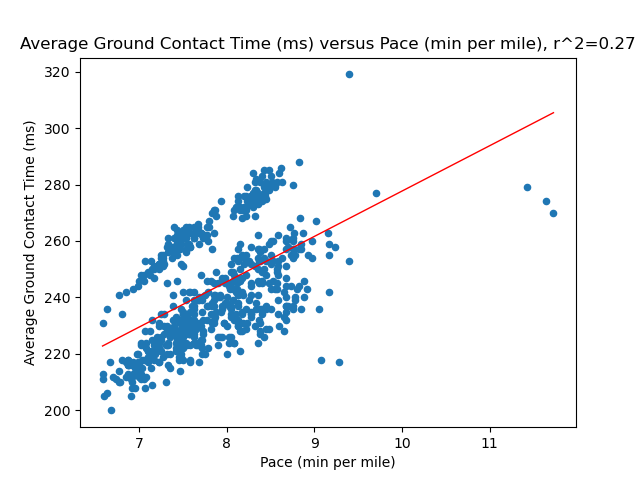 Average Ground Contact Time (ms) versus Pace (min per mile), r^2=0.27
320
300
280
260
240
220
200
Average Ground Contact Time (ms)
7 8 9 10 11
Pace (min per mile)